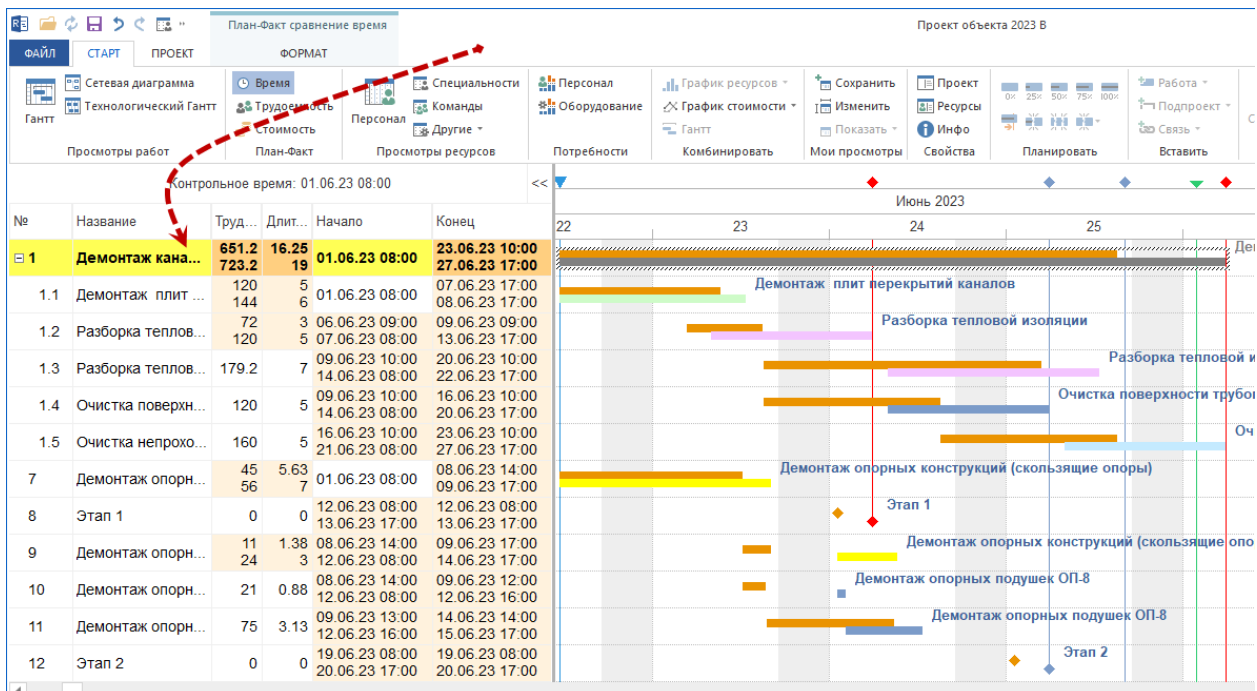 План-Факт сравнение время
Проект объекта 2023 В
ФАЙЛ СТАРТ ПРОЕКТ ФОРМАТ
Сетевая диаграмма Время Специальности Персонал График ресурсов Сохранить Проект Работа
Гантт Технологический Гантт Трудоемкость Персонал Команды Оборудование График стоимости Изменить Ресурсы 0× 25× 50× 75× 100× Подпроект
Стоимость Другие Гантт Показать Инфо Связь
Просмотры работ План-Факт Просмотры ресурсов Потребности Комбинировать Мои просмотры Свойства Планировать Вставить
Контрольное время: 01.06.23 08:00 <<
Июнь 2023
№ Название Труд... Длит... Начало Конец
22 23 24 25
1 Демонтаж кана... 651.2 16.25 01.06.23 08:00 23.06.23 10:00
723.2 19 27.06.23 17:00
1.1 Демонтаж плит ... 120 5 01.06.23 08:00 07.06.23 17:00 Демонтаж плит перекрытий каналов
144 6 08.06.23 17:00
1.2 Разборка теплов... 72 3 06.06.23 09:00 09.06.23 09:00 Разборка тепловой изоляции
120 5 07.06.23 08:00 13.06.23 17:00
1.3 Разборка теплов... 179.2 7 09.06.23 10:00 20.06.23 10:00 Разборка тепловой
14.06.23 08:00 22.06.23 17:00
1.4 Очистка поверхн... 120 5 09.06.23 10:00 16.06.23 10:00 Очистка поверхности
14.06.23 08:00 20.06.23 17:00
1.5 Очистка непрохо... 160 5 16.06.23 10:00 23.06.23 10:00
21.06.23 08:00 27.06.23 17:00
7 Демонтаж опорн... 45 5.63 01.06.23 08:00 08.06.23 14:00 Демонтаж опорных конструкций (скользящие опоры)
56 7 09.06.23 17:00
8 Этап 1 0 0 12.06.23 08:00 12.06.23 08:00 Этап 1
13.06.23 17:00 13.06.23 17:00
9 Демонтаж опорн... 11 1.38 08.06.23 14:00 09.06.23 17:00 Демонтаж опорных конструкций (скользящие
24 3 12.06.23 08:00 14.06.23 17:00
10 Демонтаж опорн... 21 0.88 08.06.23 14:00 09.06.23 12:00 Демонтаж опорных подушек ОП-8
12.06.23 08:00 12.06.23 16:00
11 Демонтаж опорн... 75 3.13 09.06.23 13:00 14.06.23 14:00 Демонтаж опорных подушек ОП-8
12.06.23 16:00 15.06.23 17:00
12 Этап 2 0 0 19.06.23 08:00 19.06.23 08:00 Этап 2
20.06.23 17:00 20.06.23 17:00